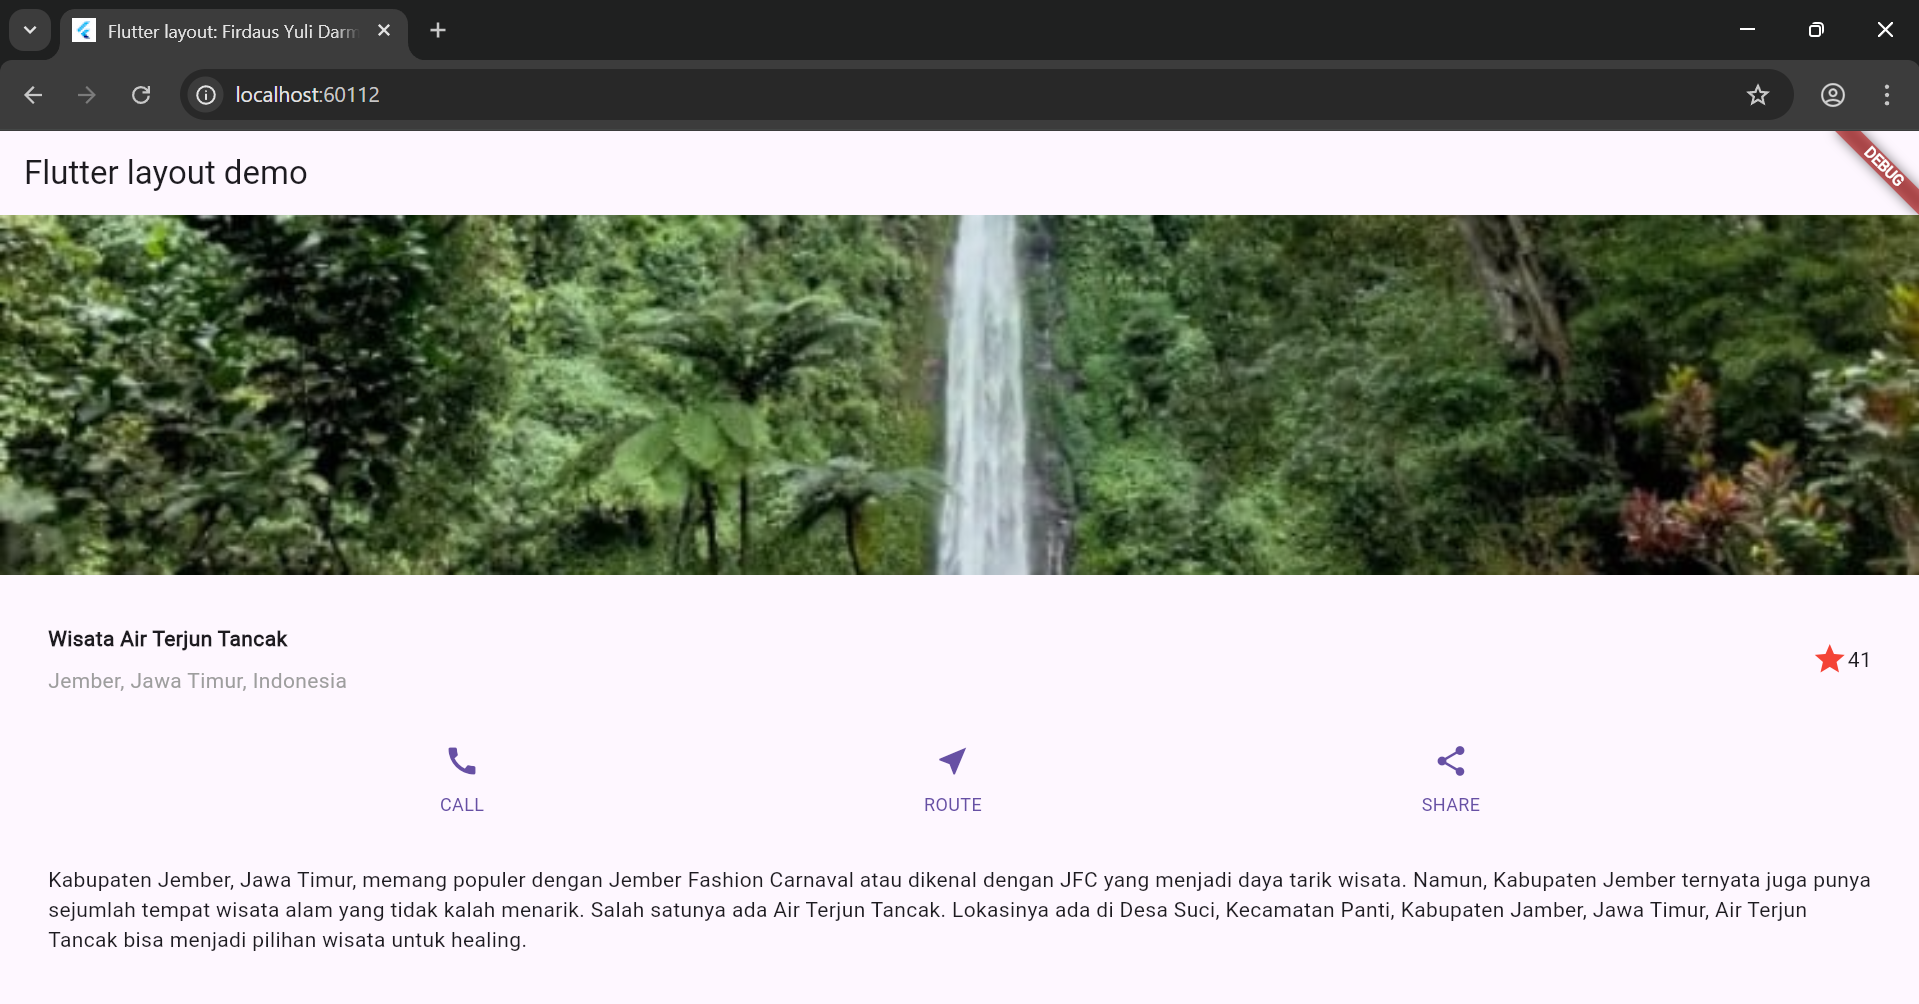 Flutter layout: Firdaus Yuli Darm
localhost:60112
Flutter layout demo
DEBUG
Wisata Air Terjun Tancak
Jember, Jawa Timur, Indonesia
41
CALL
ROUTE
SHARE
Kabupaten Jember, Jawa Timur, memang populer dengan Jember Fashion Carnaval atau dikenal dengan JFC yang menjadi daya tarik wisata. Namun, Kabupaten Jember ternyata juga punya
sejumlah tempat wisata alam yang tidak kalah menarik. Salah satunya ada Air Terjun Tancak. Lokasinya ada di Desa Suci, Kecamatan Panti, Kabupaten Jamber, Jawa Timur, Air Terjun
Tancak bisa menjadi pilihan wisata untuk healing.